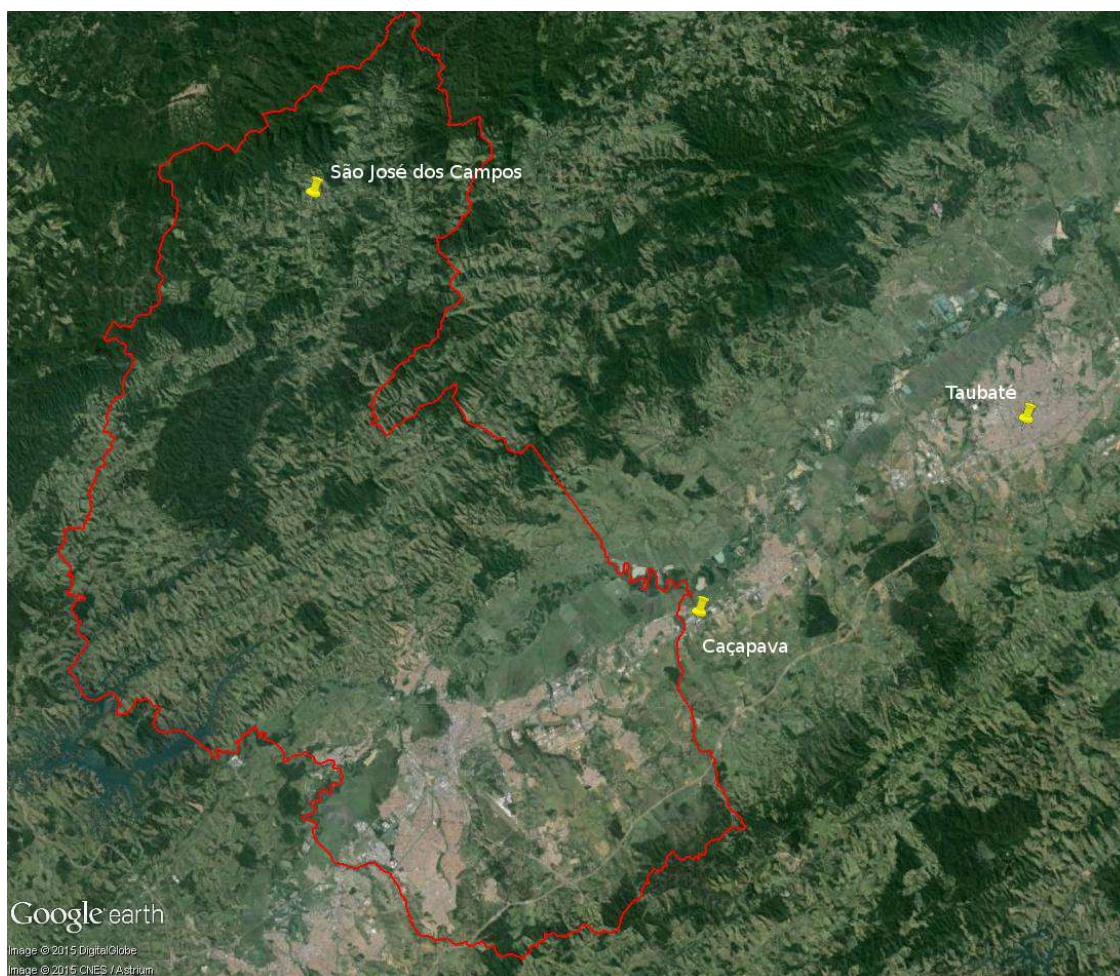 São José dos Campos
Taubaté
Caçapava
Google earth
Image © 2015 DigitalGlobe
Image © 2015 CNES / Astrium